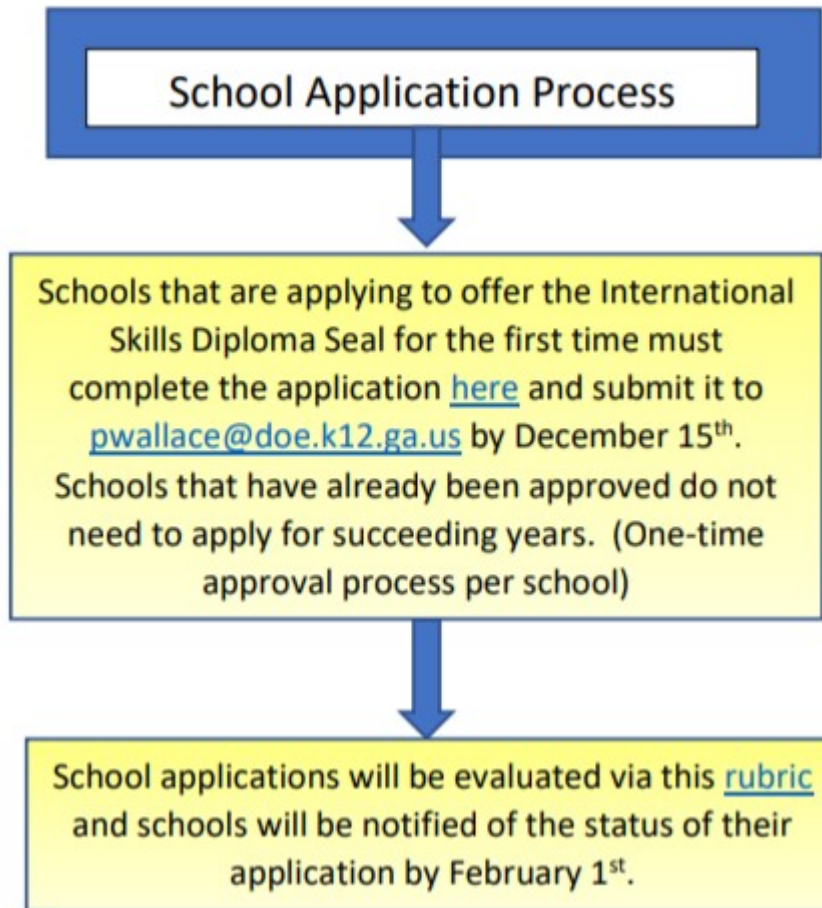 School Application Process
Schools that are applying to offer the International
Skills Diploma Seal for the first time must
complete the application here and submit it to
pwallace@doe.k12.ga.us by December 15th.
Schools that have already been approved do not
need to apply for succeeding years.  (One-time
approval process per school)
School applications will be evaluated via this rubric
and schools will be notified of the status of their
application by February 1st.